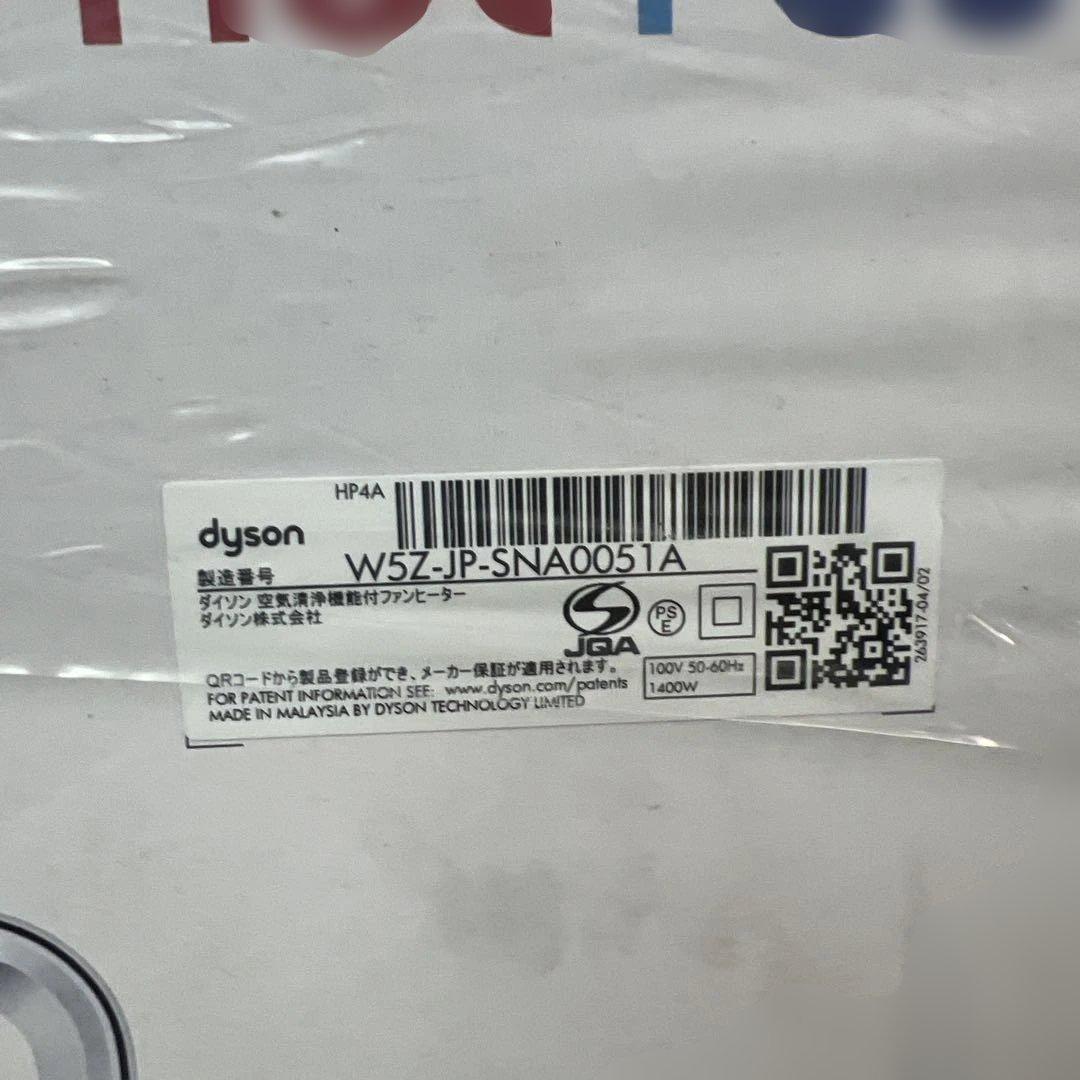 HP4A
dyson
製造番号 W5Z-JP-SNA0051A
ダイソン 空気清浄機能付ファンヒーター
ダイソン株式会社
JQA
PS
E
QRコードから製品登録ができ、メーカー保証が適用されます。
FOR PATENT INFORMATION SEE: www.dyson.com/patents
MADE IN MALAYSIA BY DYSON TECHNOLOGY LIMITED
100V 50-60Hz
1400W
263917-04/02